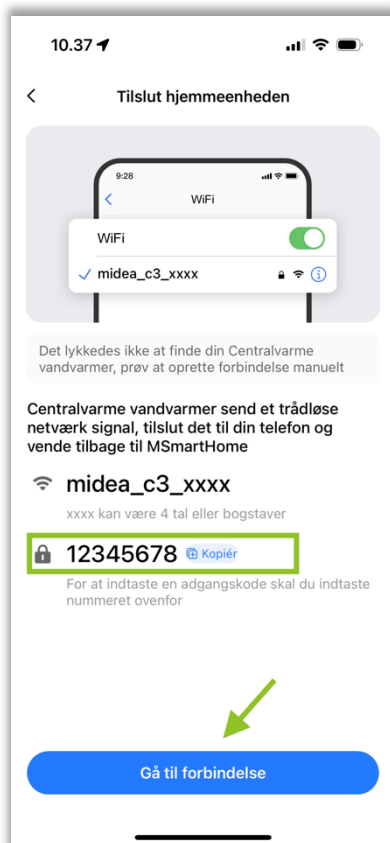 10.37
Tilslut hjemmeenheden
9:28
WiFi
WiFi
midea_c3_xxxx
Det lykkedes ikke at finde din Centralvarme
vandvarmer, prøv at oprette forbindelse manuelt
Centralvarme vandvarmer send et trådløse
netværk signal, tilslut det til din telefon og
vende tilbage til MSmartHome
midea_c3_xxxx
xxxx kan være 4 tal eller bogstaver
12345678 Kopiér
For at indtaste en adgangskode skal du indtaste
nummeret ovenfor
Gå til forbindelse